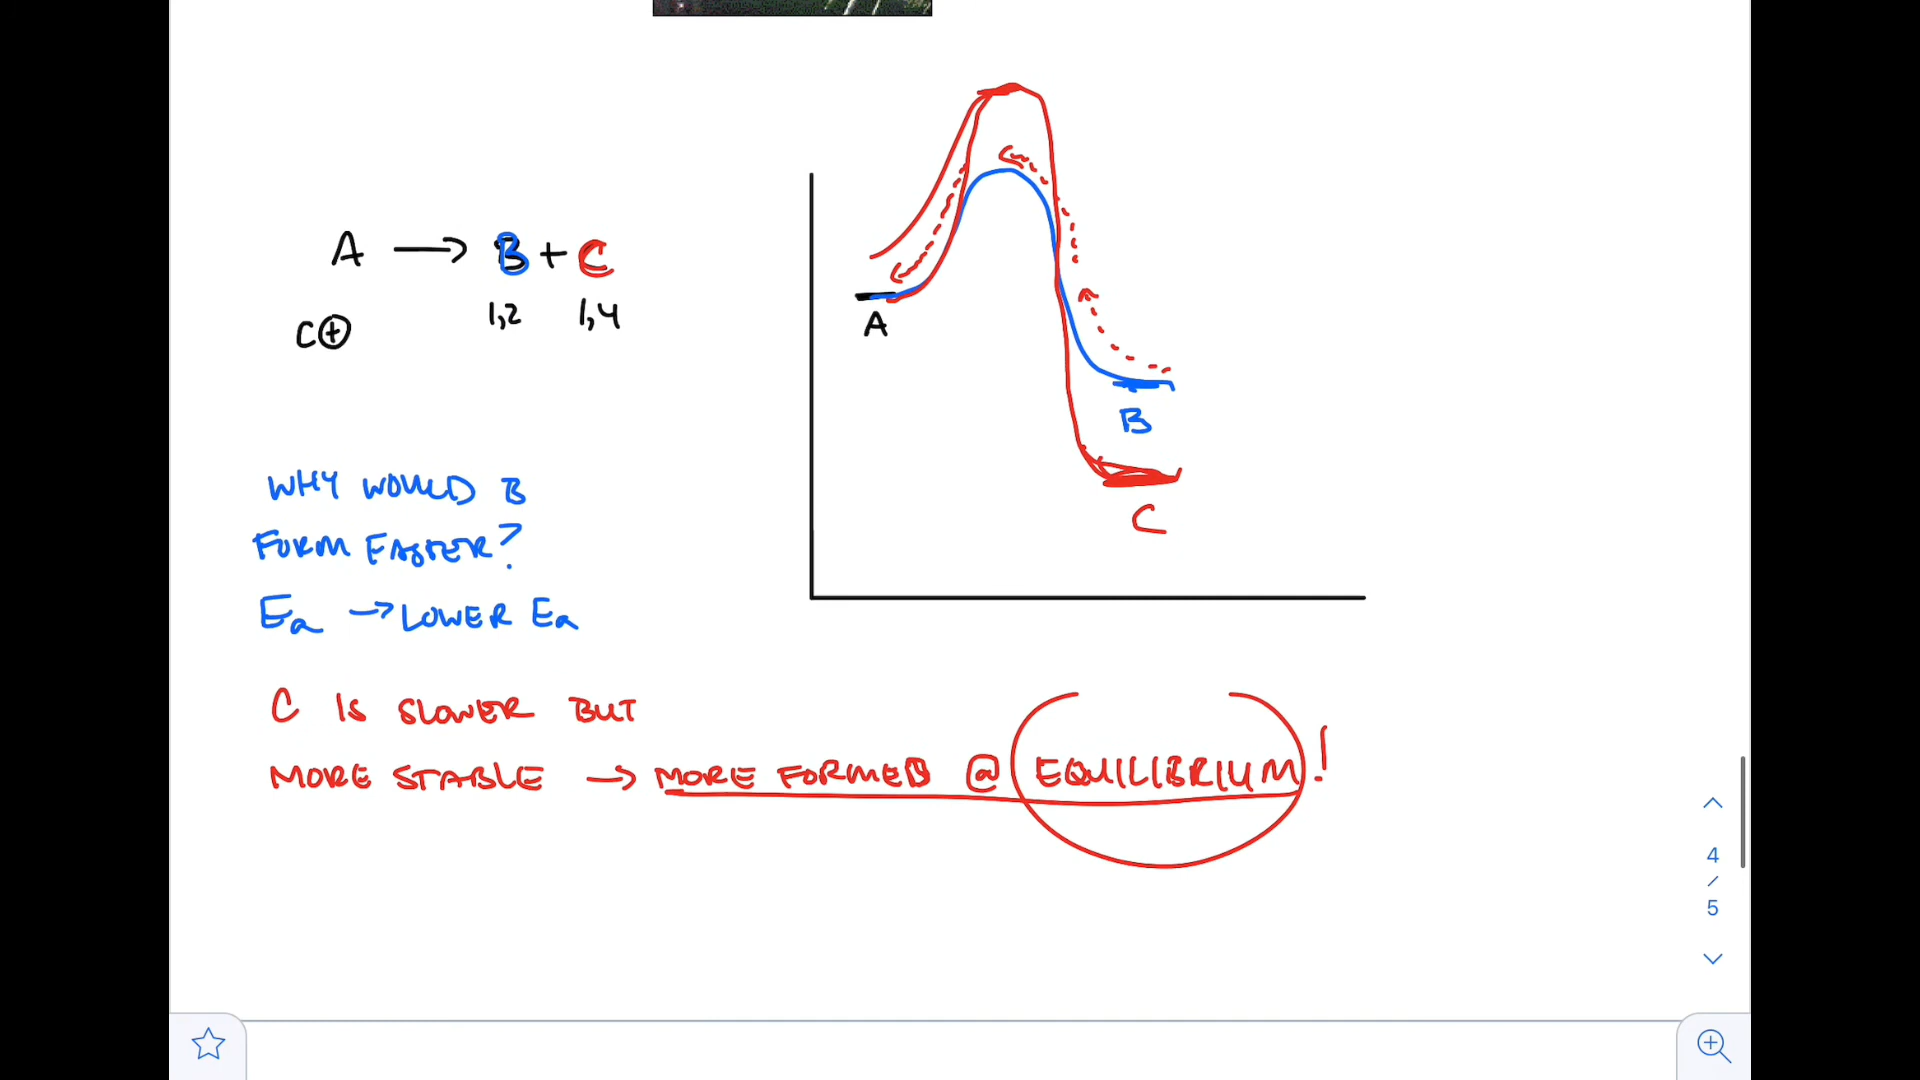 A → B + C
C⊕
1,2 1,4
A
B
C
WHY WOULD B
FORM FASTER?
Ea → LOWER Ea
C IS SLOWER BUT
MORE STABLE → MORE FORMED @ EQUILIBRIUM!
4
/
5